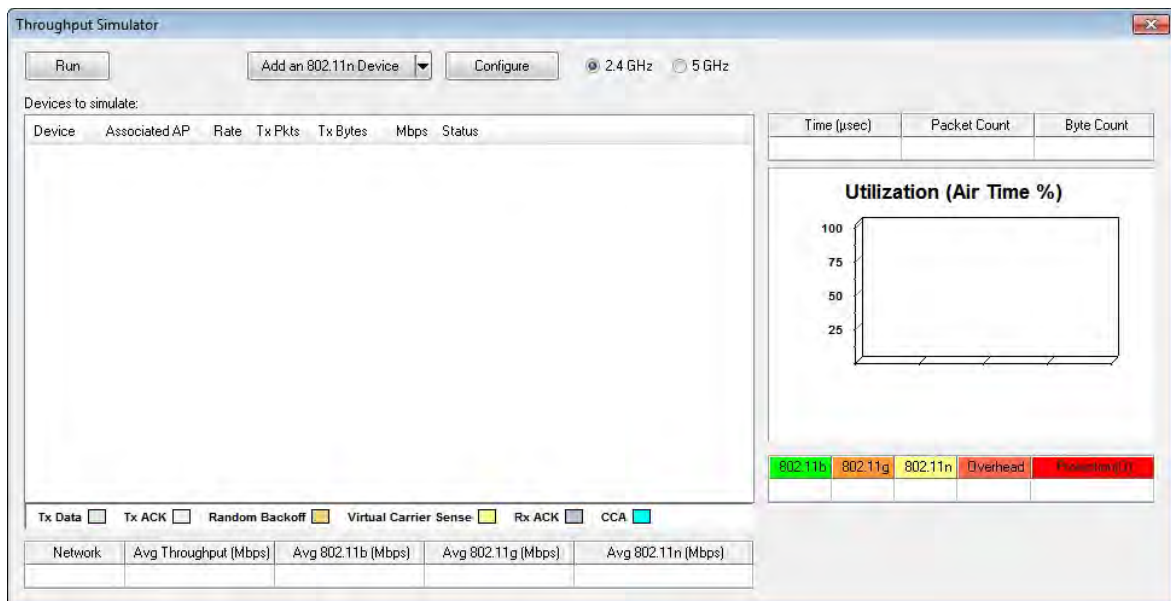 Throughput Simulator
Run Add an 802.11n Device Configure 2.4 GHz 5 GHz
Devices to simulate:
Device Associated AP Rate Tx Pkts Tx Bytes Mbps Status
Time (µsec) Packet Count Byte Count
Utilization (Air Time %)
100
75
50
25
802.11b 802.11g 802.11n Overhead
Tx Data Tx ACK Random Backoff Virtual Carrier Sense Rx ACK CCA
Network Avg Throughput (Mbps) Avg 802.11b (Mbps) Avg 802.11g (Mbps) Avg 802.11n (Mbps)